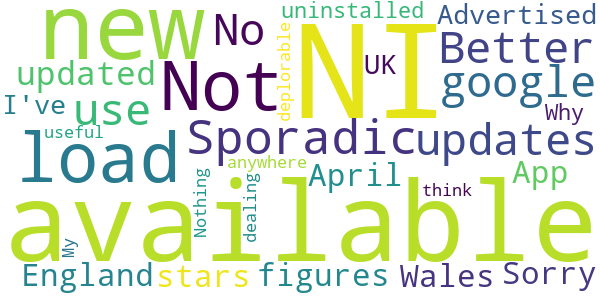 uninstalled Advertised
new No Not NI Better
deplorable
updated UK google
I've use Why
useful load Sporadic updates
anywhere April App
Nothing dealing think
available
My
England stars figures Wales Sorry